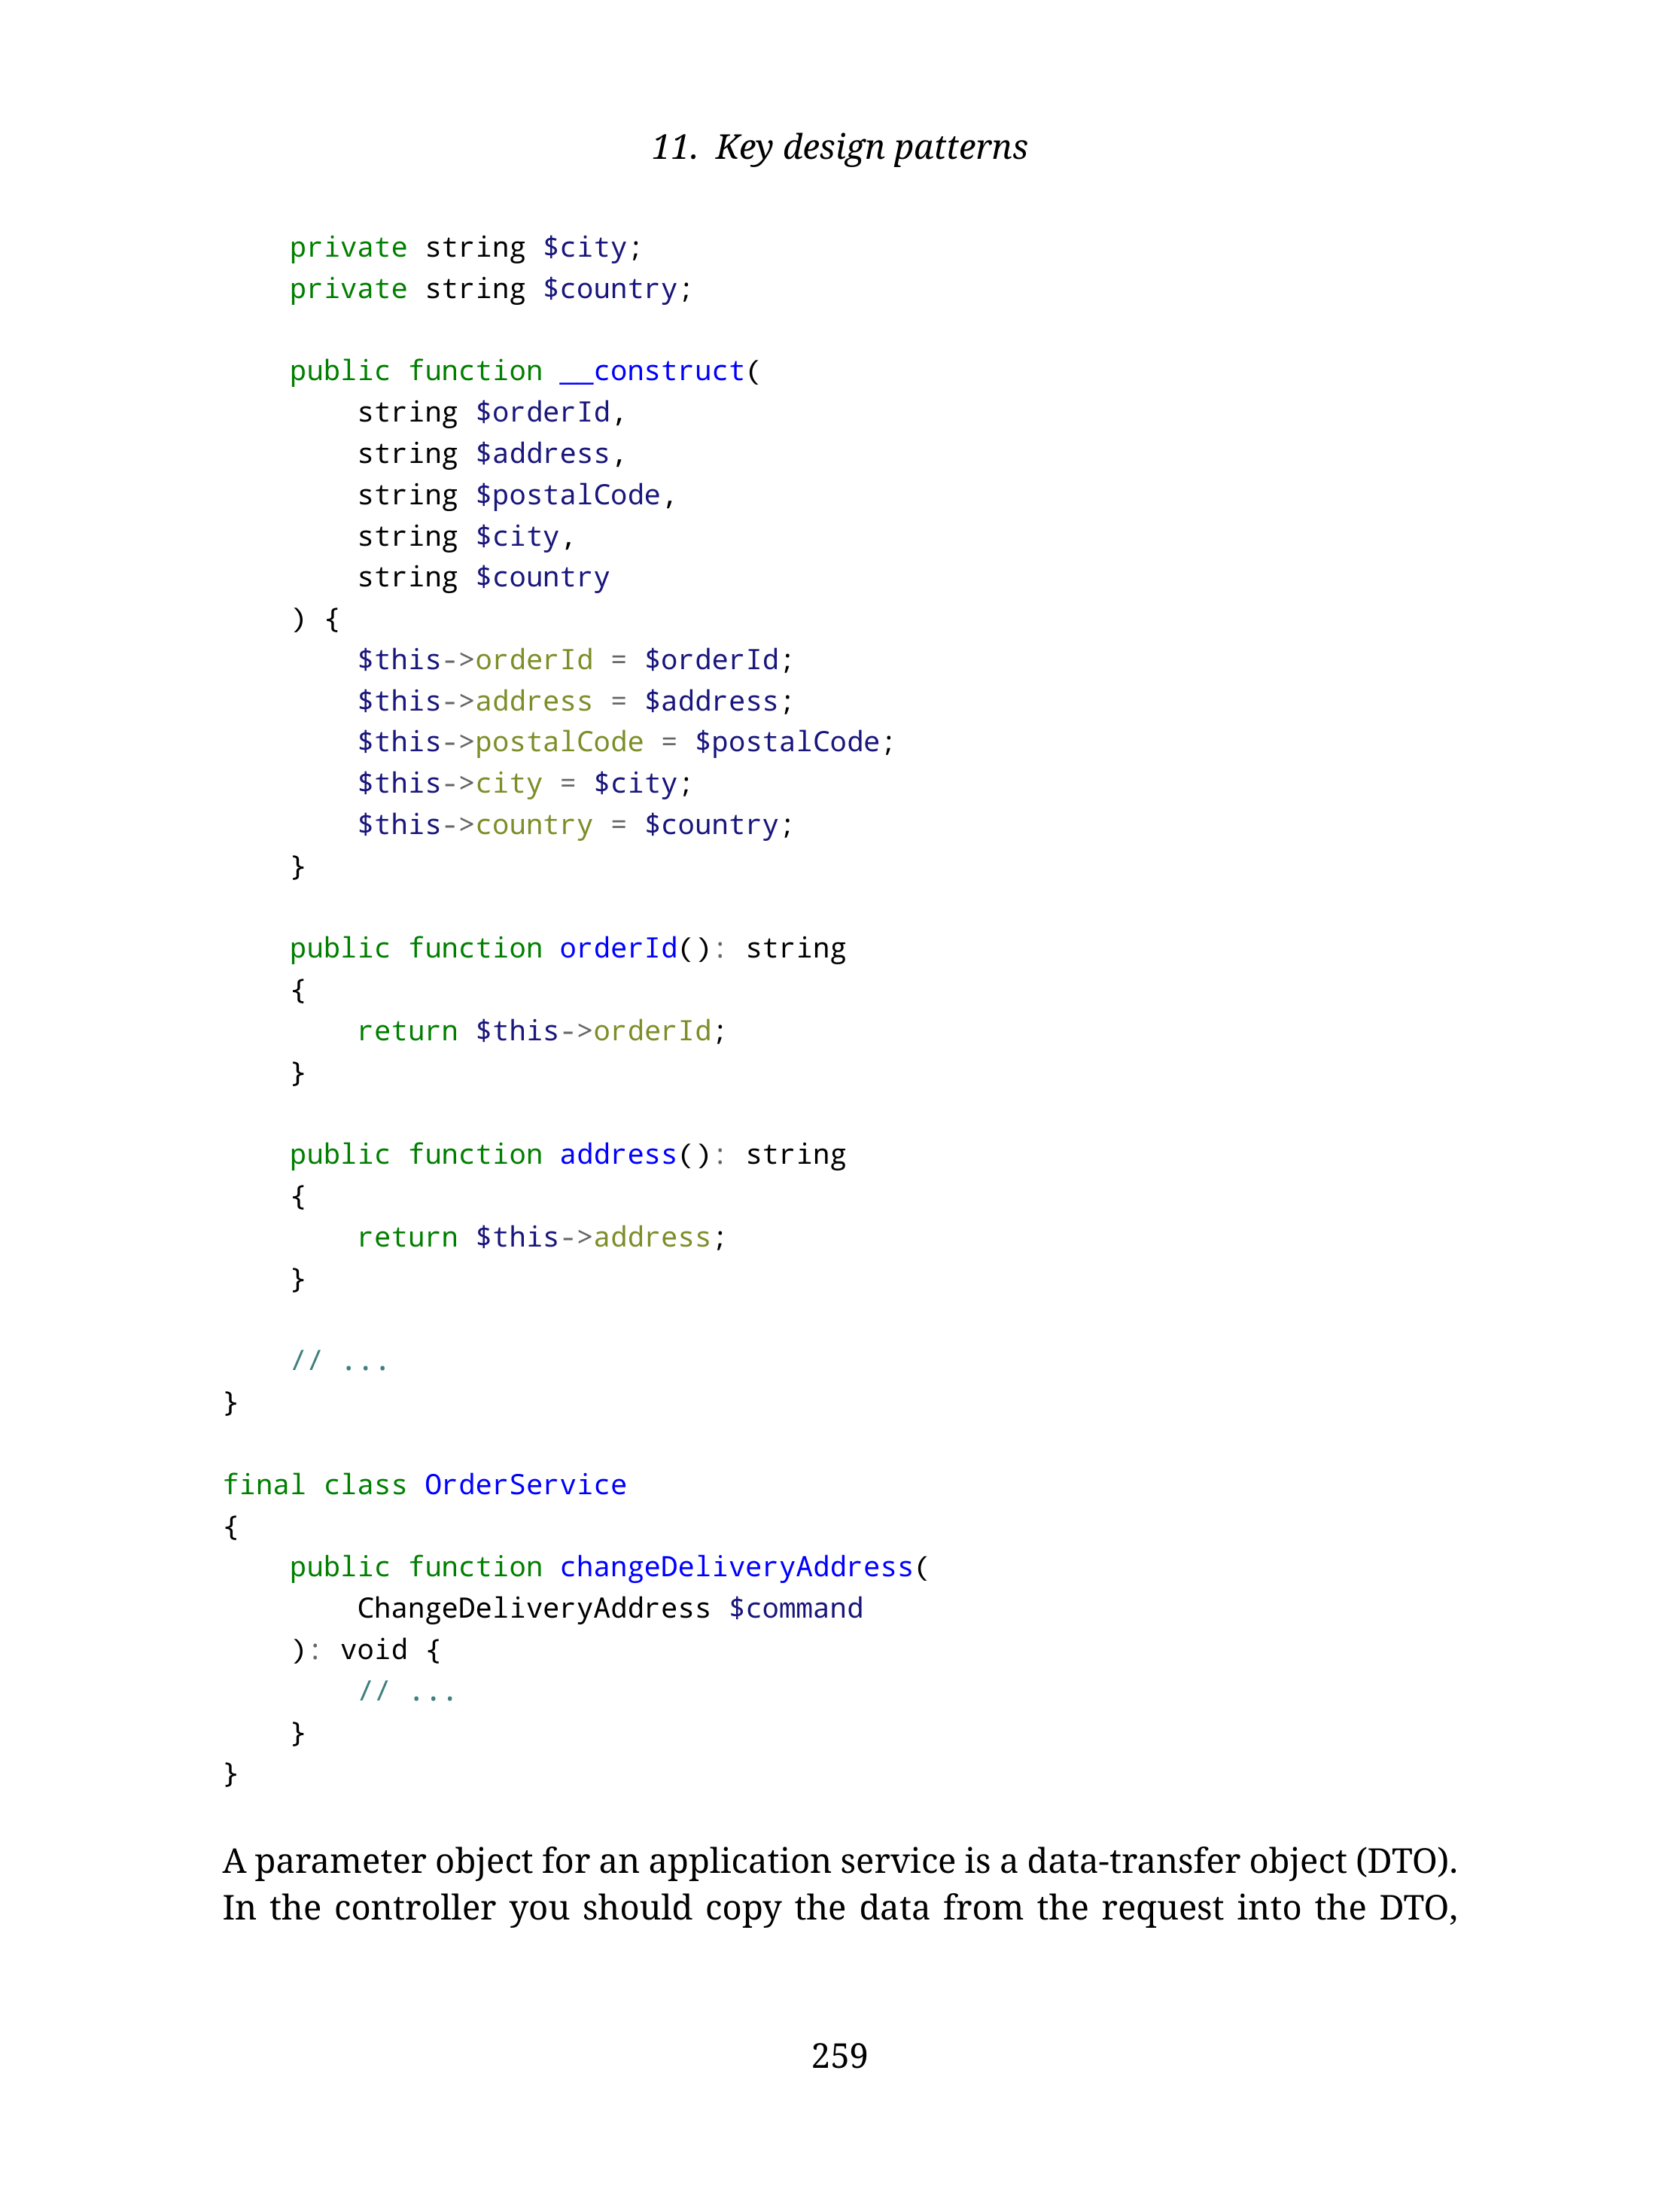 11. Key design patterns
    private string $city;
    private string $country;

    public function __construct(
        string $orderId,
        string $address,
        string $postalCode,
        string $city,
        string $country
    ) {
        $this->orderId = $orderId;
        $this->address = $address;
        $this->postalCode = $postalCode;
        $this->city = $city;
        $this->country = $country;
    }

    public function orderId(): string
    {
        return $this->orderId;
    }

    public function address(): string
    {
        return $this->address;
    }

    // ...
}

final class OrderService
{
    public function changeDeliveryAddress(
        ChangeDeliveryAddress $command
    ): void {
        // ...
    }
}

A parameter object for an application service is a data-transfer object (DTO).
In the controller you should copy the data from the request into the DTO,
259